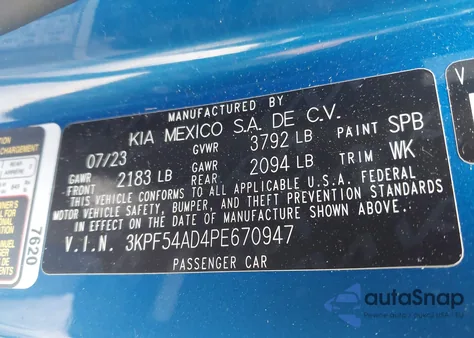 MANUFACTURED BY
KIA MEXICO S.A. DE C.V.
07/23 GVWR 3792 LB PAINT SPB
GAWR FRONT 2183 LB GAWR REAR 2094 LB TRIM WK
THIS VEHICLE CONFORMS TO ALL APPLICABLE U.S.A. FEDERAL
MOTOR VEHICLE SAFETY, BUMPER, AND THEFT PREVENTION STANDARDS
IN EFFECT ON THE DATE OF MANUFACTURE SHOWN ABOVE.
V.I.N. 3KPF54AD4PE670947
PASSENGER CAR
7620
autoSnap